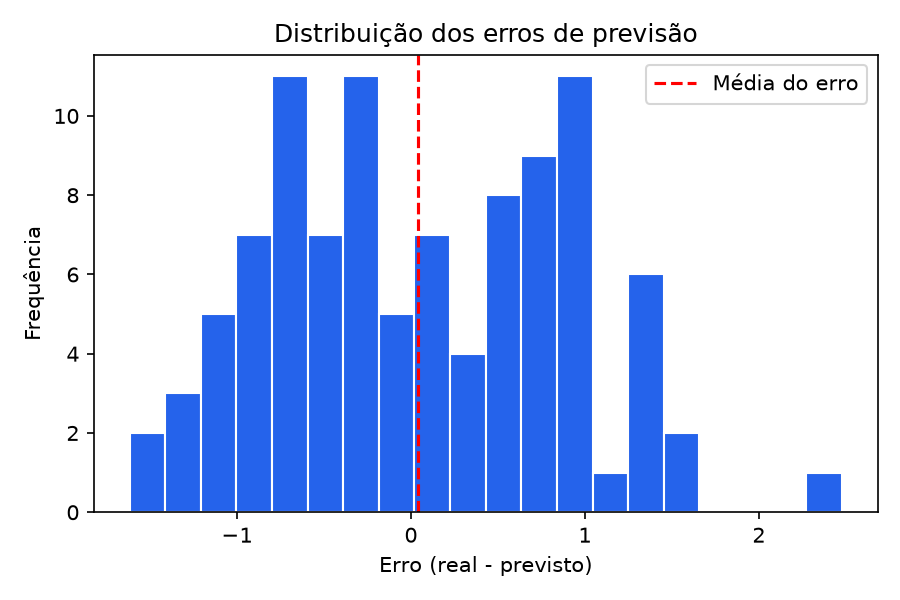 Distribuição dos erros de previsão
Média do erro
10
8
6
4
2
0
Frequência
−1
0
1
2
Erro (real - previsto)